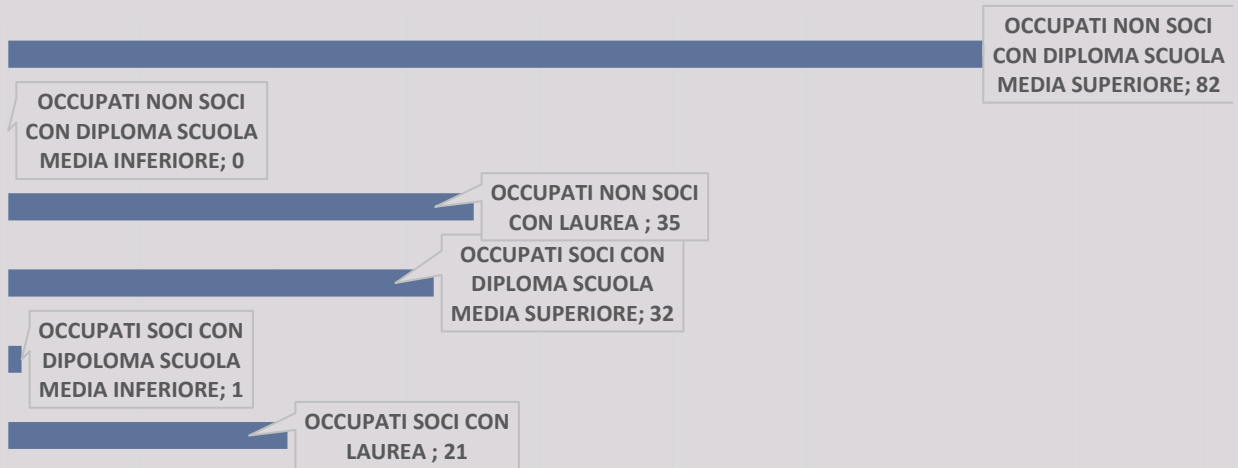 OCCUPATI NON SOCI
CON DIPLOMA SCUOLA
MEDIA SUPERIORE; 82
OCCUPATI NON SOCI
CON DIPLOMA SCUOLA
MEDIA INFERIORE; 0
OCCUPATI NON SOCI
CON LAUREA ; 35
OCCUPATI SOCI CON
DIPLOMA SCUOLA
MEDIA SUPERIORE; 32
OCCUPATI SOCI CON
DIPOLOMA SCUOLA
MEDIA INFERIORE; 1
OCCUPATI SOCI CON
LAUREA ; 21